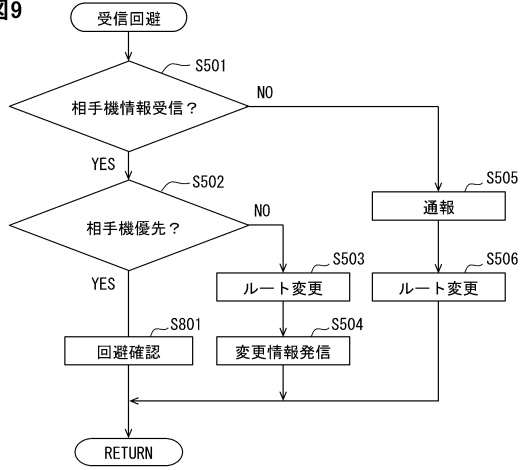 図9
受信回避
S501
相手機情報受信？
NO
YES
S502
S505
相手機優先？
通報
NO
YES
S503
S506
ルート変更
ルート変更
S801
S504
回避確認
変更情報発信
RETURN